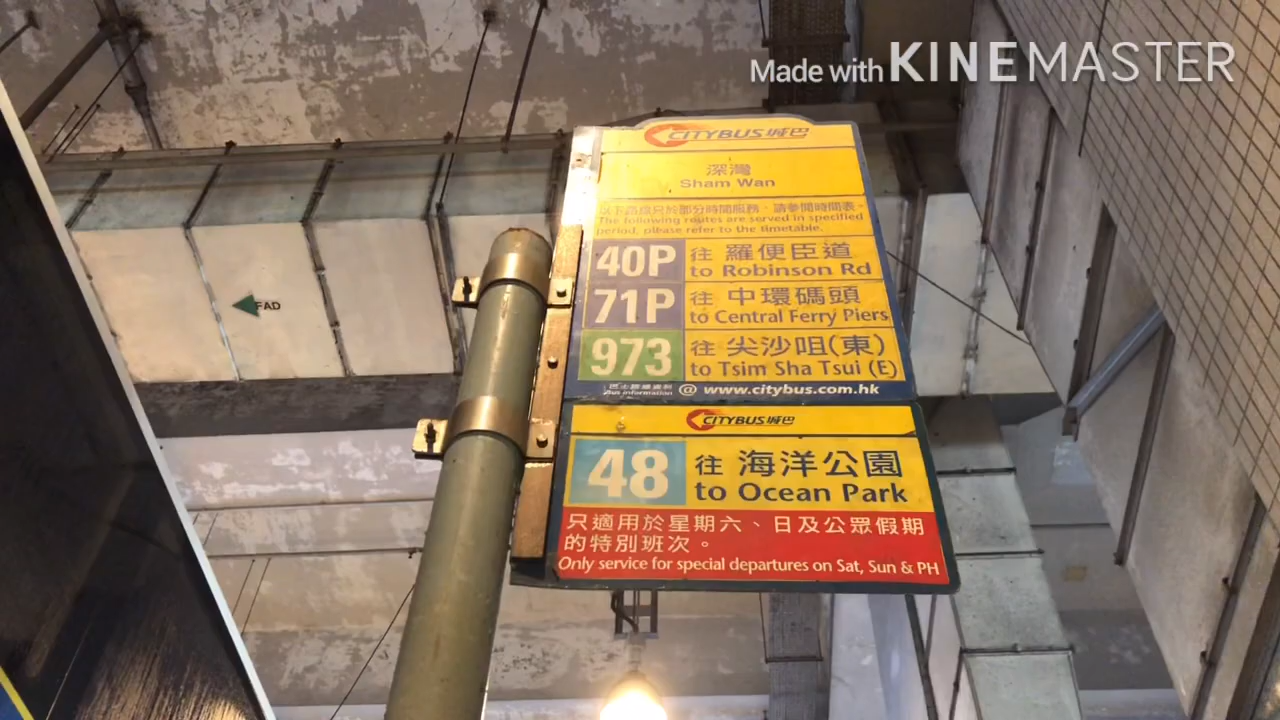 Made with KINEMASTER
CITYBUS 城巴
深灣
Sham Wan
以下路線只於部分時間服務，請參閱時間表。
The following routes are served in specified
period, please refer to the timetable.
40P 往 羅便臣道
to Robinson Rd
71P 往 中環碼頭
to Central Ferry Piers
973 往 尖沙咀(東)
to Tsim Sha Tsui (E)
Bus information @ www.citybus.com.hk
CITYBUS 城巴
48 往 海洋公園
to Ocean Park
只適用於星期六、日及公眾假期
的特別班次。
Only service for special departures on Sat, Sun & PH
FAD